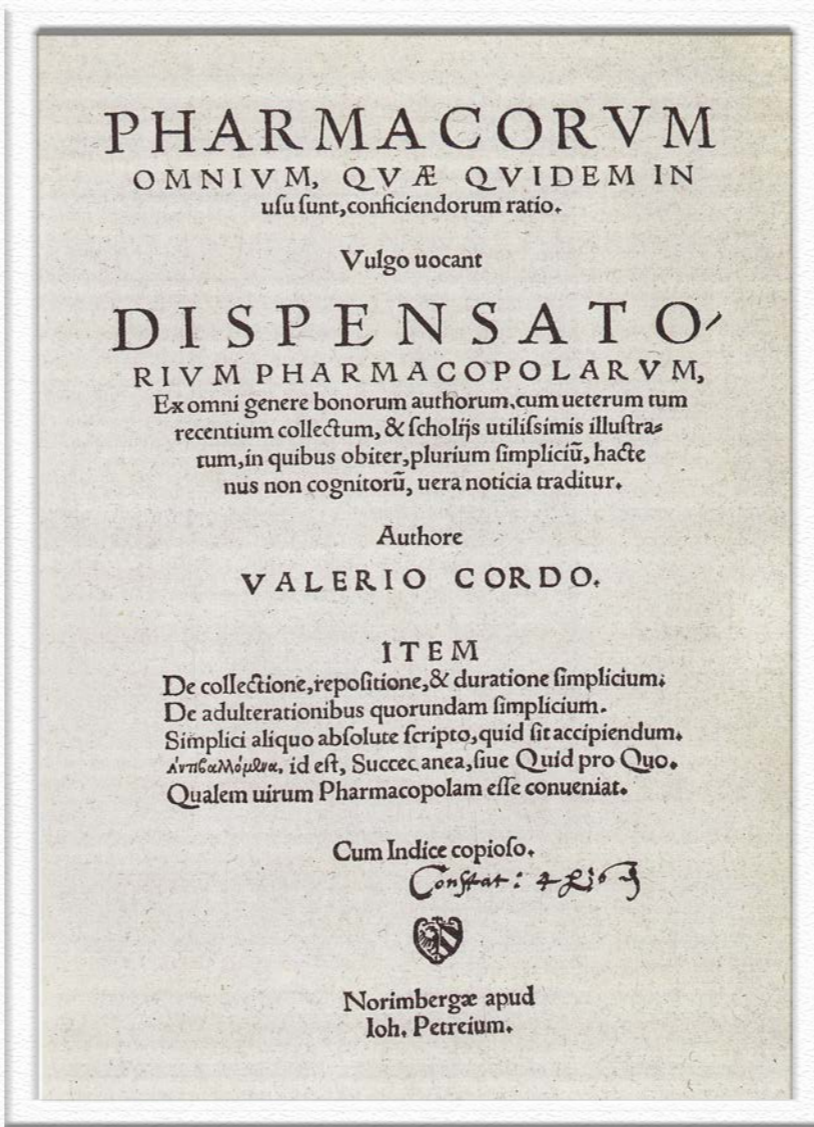 PHARMACORVM
OMNIVM, QVÆ QVIDEM IN
uſu ſunt, conficiendorum ratio.
Vulgo uocant
DISPENSATO-
RIVM PHARMACOPOLARVM,
Ex omni genere bonorum authorum, cum ueterum tum
recentium collectum, & ſcholijs utiliſsimis illuſtra-
tum, in quibus obiter, plurium ſimpliciū, hacte
nus non cognitorū, uera noticia traditur.
Authore
VALERIO CORDO.
ITEM
De collectione, repoſitione, & duratione ſimplicium.
De adulterationibus quorundam ſimplicium.
Simplici aliquo abſolute ſcripto, quid ſit accipiendum.
Ἀντιβαλλόμενα, id eſt, Succec anea, ſiue Quid pro Quo.
Qualem uirum Pharmacopolam eſſe conueniat.
Cum Indice copioſo.
Conſtat:
Norimbergæ apud
Ioh. Petreium.